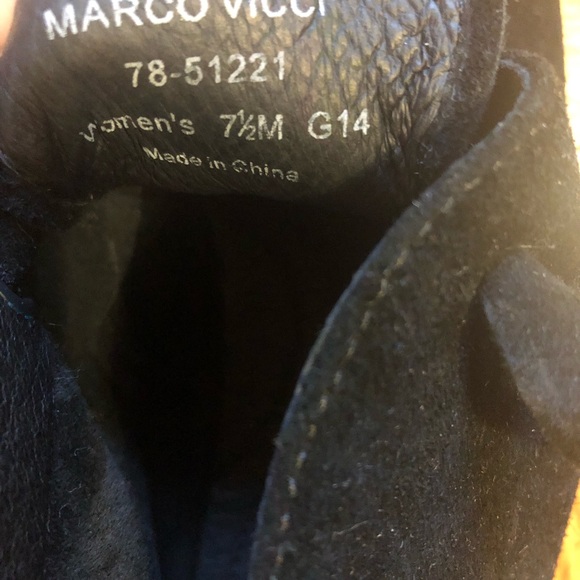 MARCO VICCI
78-51221
Women's 7½M G14
Made in China